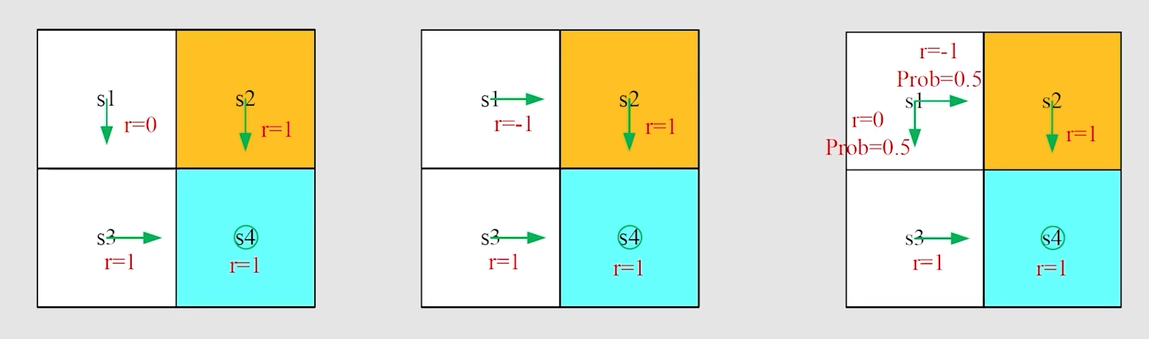 s1
r=0
s2
r=1
s3
r=1
s4
r=1
s1
r=-1
s2
r=1
s3
r=1
s4
r=1
r=-1
Prob=0.5
s1
r=0
Prob=0.5
s2
r=1
s3
r=1
s4
r=1